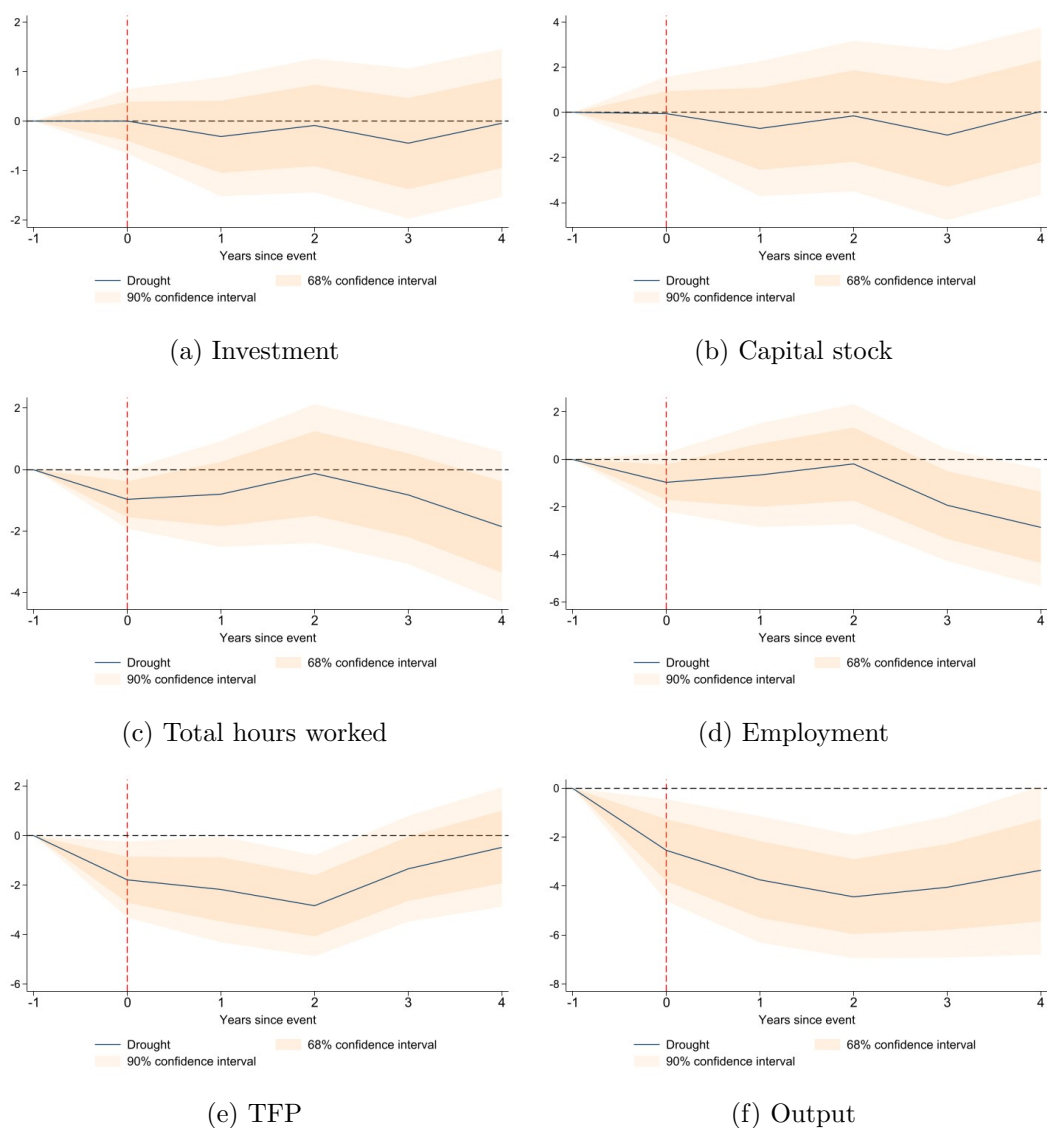 2
1
0
-1
-2
-1 0 1 2 3 4
Years since event
Drought 68% confidence interval
90% confidence interval
(a) Investment
4
2
0
-2
-4
-1 0 1 2 3 4
Years since event
Drought 68% confidence interval
90% confidence interval
(b) Capital stock
2
0
-2
-4
-1 0 1 2 3 4
Years since event
Drought 68% confidence interval
90% confidence interval
(c) Total hours worked
2
0
-2
-4
-6
-1 0 1 2 3 4
Years since event
Drought 68% confidence interval
90% confidence interval
(d) Employment
2
0
-2
-4
-6
-1 0 1 2 3 4
Years since event
Drought 68% confidence interval
90% confidence interval
(e) TFP
0
-2
-4
-6
-8
-1 0 1 2 3 4
Years since event
Drought 68% confidence interval
90% confidence interval
(f) Output